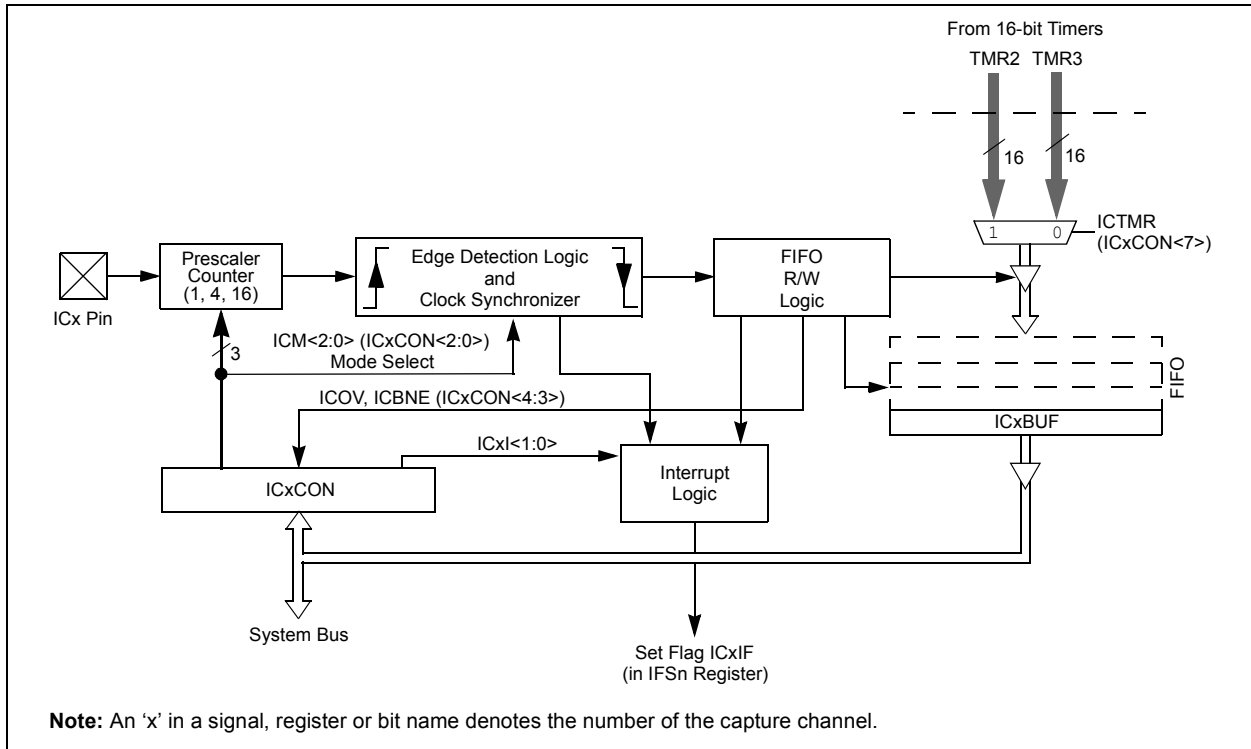 From 16-bit Timers
TMR2 TMR3
16 16
1 0
ICTMR
(ICxCON<7>)
Prescaler
Counter
(1, 4, 16)
Edge Detection Logic
and
Clock Synchronizer
FIFO
R/W
Logic
ICx Pin
3
ICM<2:0> (ICxCON<2:0>)
Mode Select
FIFO
ICOV, ICBNE (ICxCON<4:3>)
ICxBUF
ICxI<1:0>
ICxCON
Interrupt
Logic
System Bus
Set Flag ICxIF
(in IFSn Register)
Note: An ‘x’ in a signal, register or bit name denotes the number of the capture channel.